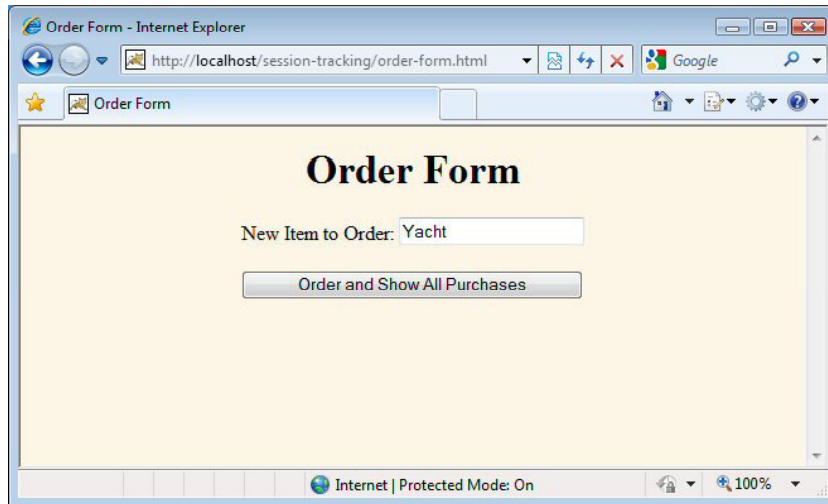 Order Form - Internet Explorer
http://localhost/session-tracking/order-form.html
Google
Order Form
Order Form
New Item to Order: Yacht
Order and Show All Purchases
Internet | Protected Mode: On
100%